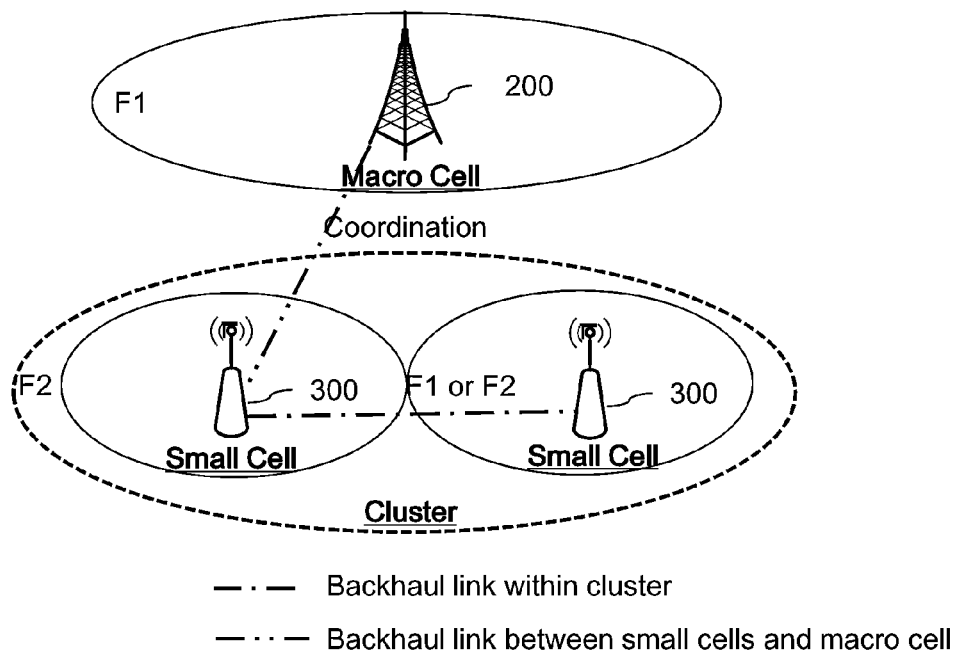 200
F1
Macro Cell
Coordination
F2
300
F1 or F2
300
Small Cell
Small Cell
Cluster
Backhaul link within cluster
Backhaul link between small cells and macro cell